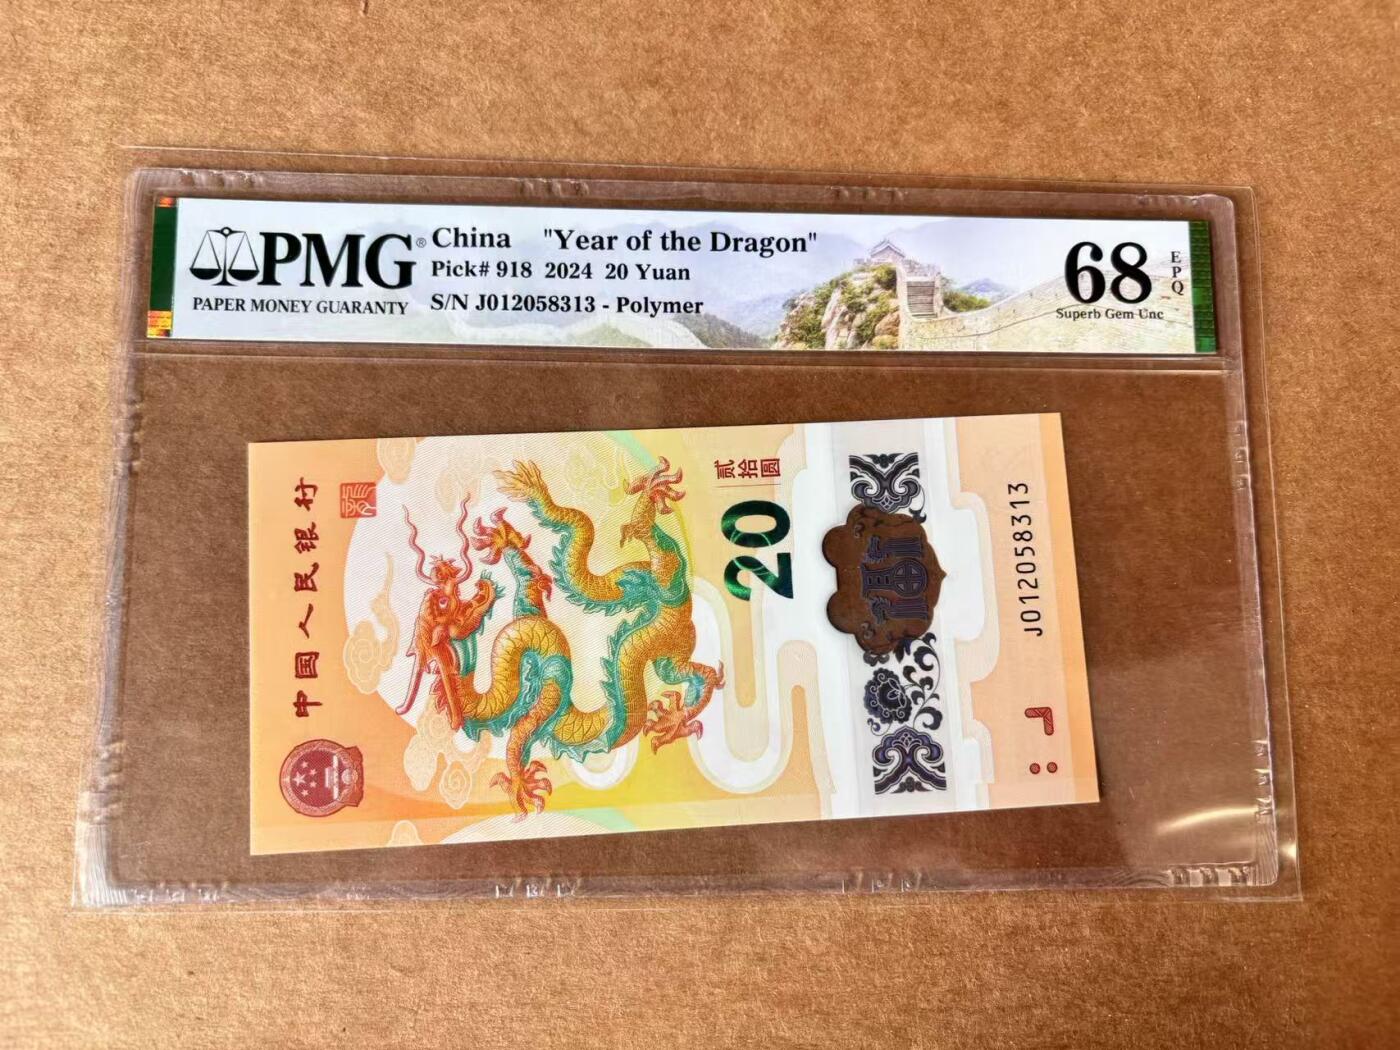 PMG®
PAPER MONEY GUARANTY
China "Year of the Dragon"
Pick# 918 2024 20 Yuan
S/N J012058313 - Polymer
68
EPQ
Superb Gem Unc
中国人民银行
贰拾圆
20
J012058313